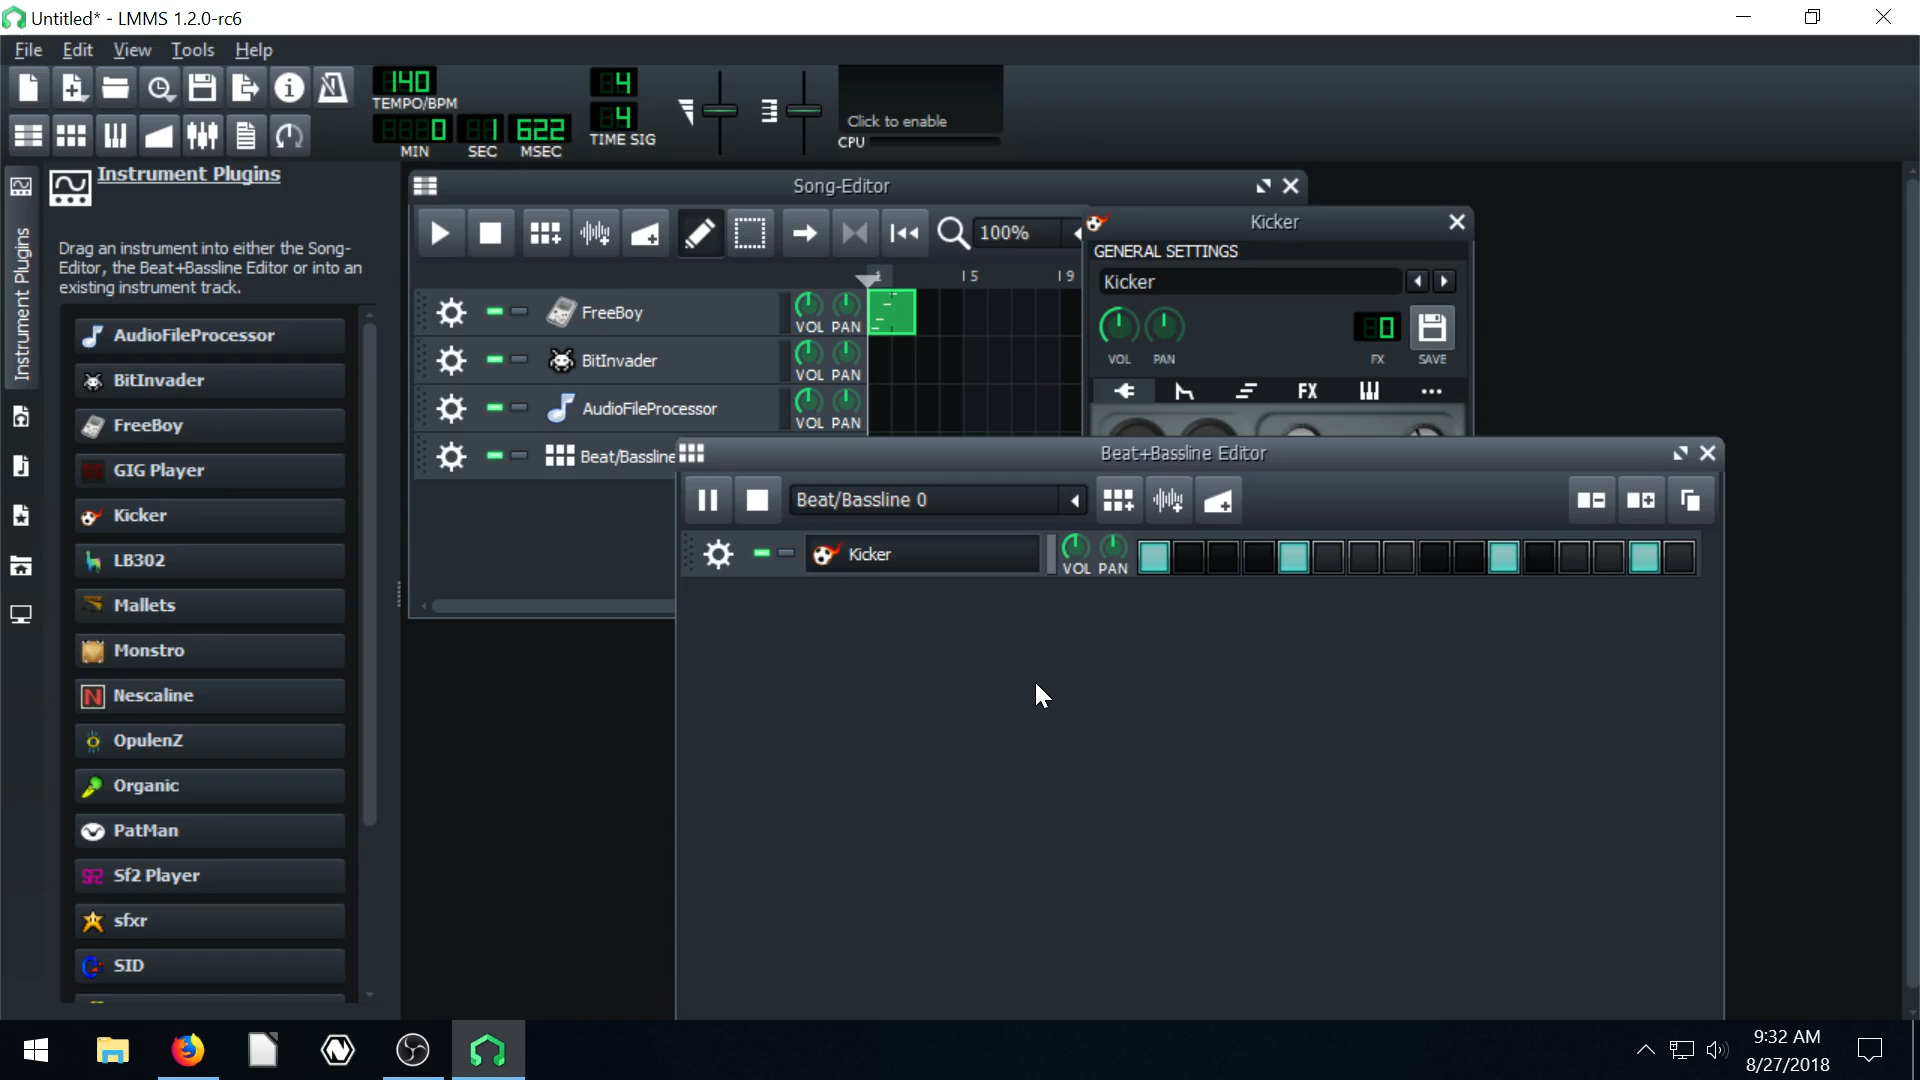 Untitled* - LMMS 1.2.0-rc6
File Edit View Tools Help
140
TEMPO/BPM
0 1 622
MIN SEC MSEC
4
4
TIME SIG
Click to enable
CPU
Instrument Plugins
Instrument Plugins
Drag an instrument into either the Song-
Editor, the Beat+Bassline Editor or into an
existing instrument track.
AudioFileProcessor
BitInvader
FreeBoy
GIG Player
Kicker
LB302
Mallets
Monstro
Nescaline
OpulenZ
Organic
PatMan
Sf2 Player
sfxr
SID
Song-Editor
100%
1 5 9
FreeBoy VOL PAN
BitInvader VOL PAN
AudioFileProcessor VOL PAN
Beat/Bassline
Kicker
GENERAL SETTINGS
Kicker
0
VOL PAN FX SAVE
FX
Beat+Bassline Editor
Beat/Bassline 0
Kicker VOL PAN
9:32 AM
8/27/2018